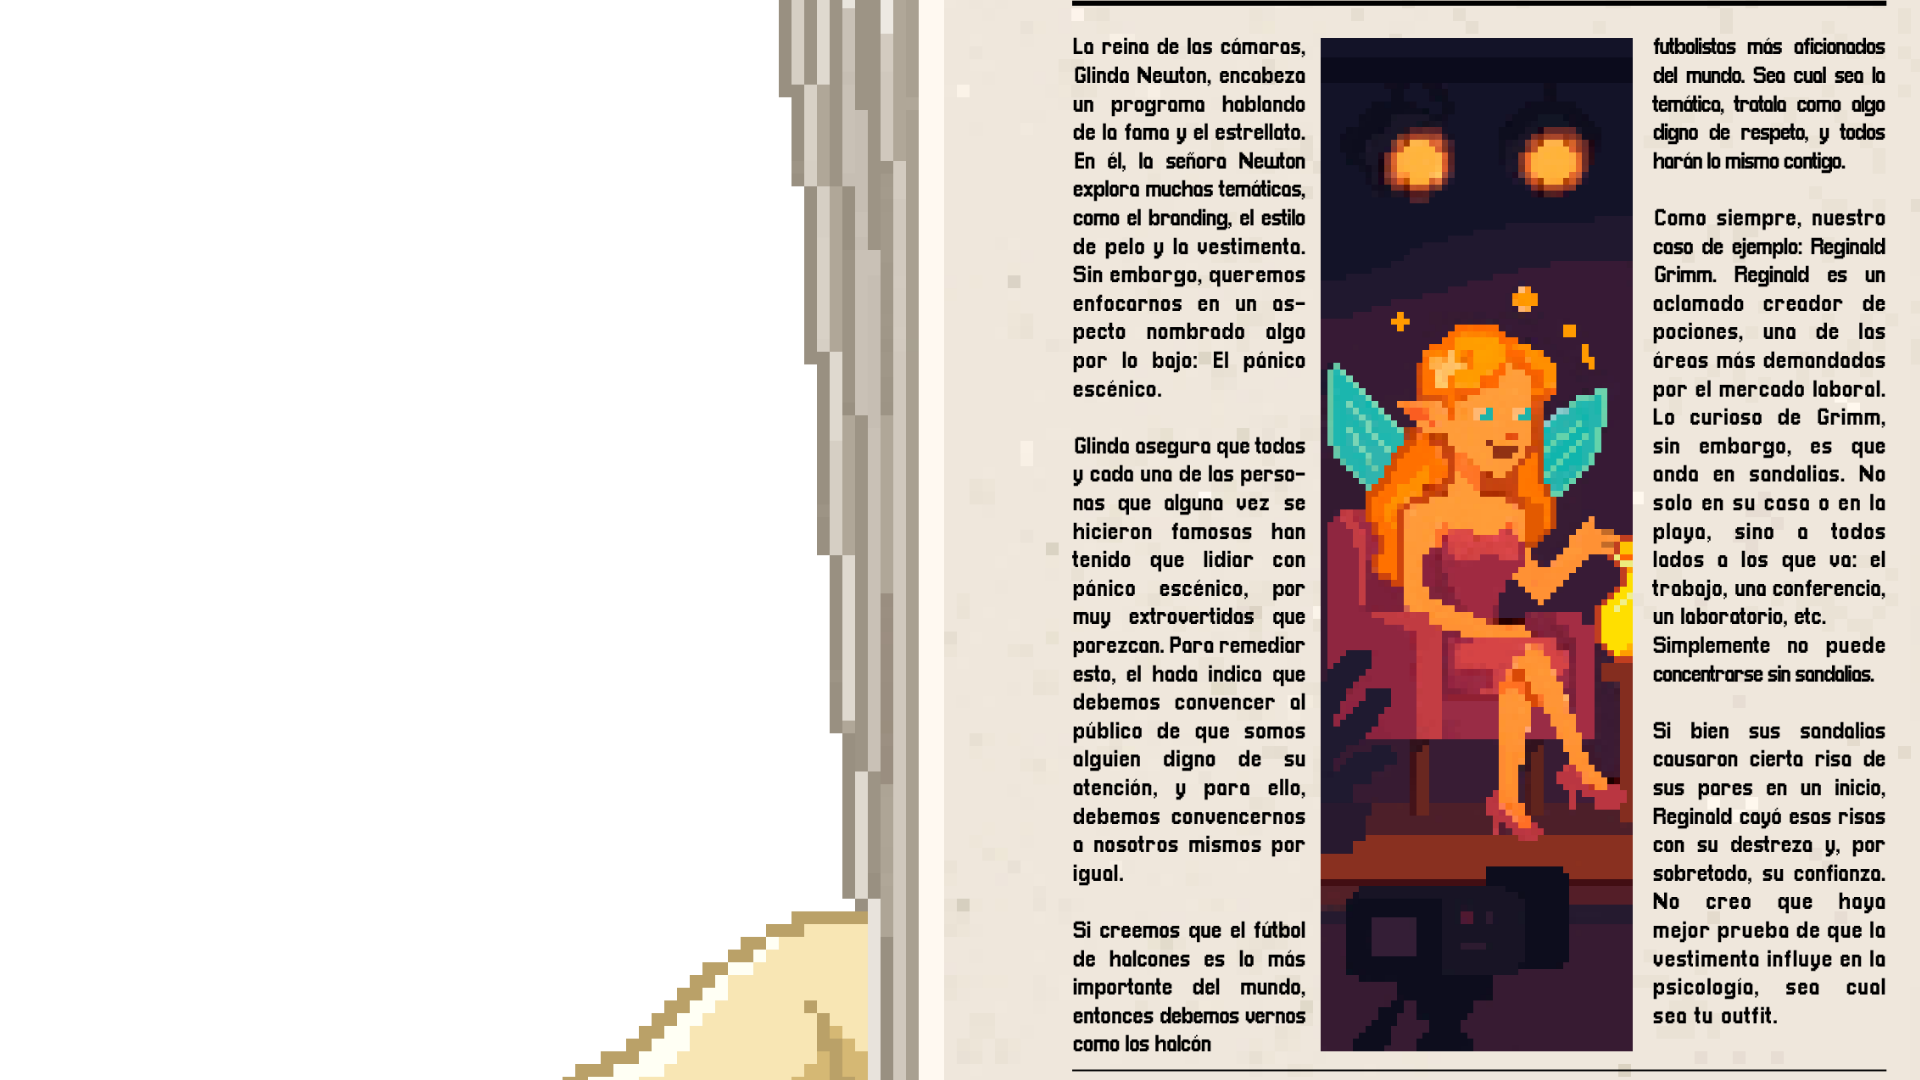 La reina de las cámaras,
Glinda Newton, encabeza
un programa hablando
de la fama y el estrellato.
En él, la señora Newton
explora muchas temáticas,
como el branding, el estilo
de pelo y la vestimenta.
Sin embargo, queremos
enfocarnos en un as-
pecto nombrado algo
por lo bajo: El pánico
escénico.
Glinda asegura que todas
y cada una de las perso-
nas que alguna vez se
hicieron famosas han
tenido que lidiar con
pánico escénico, por
muy extrovertidas que
parezcan. Para remediar
esto, el hada indica que
debemos convencer al
público de que somos
alguien digno de su
atención, y para ello,
debemos convencernos
a nosotros mismos por
igual.
Si creemos que el fútbol
de halcones es lo más
importante del mundo,
entonces debemos vernos
como los halcón
futbolistas más aficionados
del mundo. Sea cual sea la
temática, tratala como algo
digno de respeto, y todos
harán lo mismo contigo.
Como siempre, nuestro
caso de ejemplo: Reginald
Grimm. Reginald es un
aclamado creador de
pociones, una de las
áreas más demandadas
por el mercado laboral.
Lo curioso de Grimm,
sin embargo, es que
anda en sandalias. No
solo en su casa o en la
playa, sino a todos
lados a los que va: el
trabajo, una conferencia,
un laboratorio, etc.
Simplemente no puede
concentrarse sin sandalias.
Si bien sus sandalias
causaron cierta risa de
sus pares en un inicio,
Reginald cayó esas risas
con su destreza y, por
sobretodo, su confianza.
No creo que haya
mejor prueba de que la
vestimenta influye en la
psicología, sea cual
sea tu outfit.